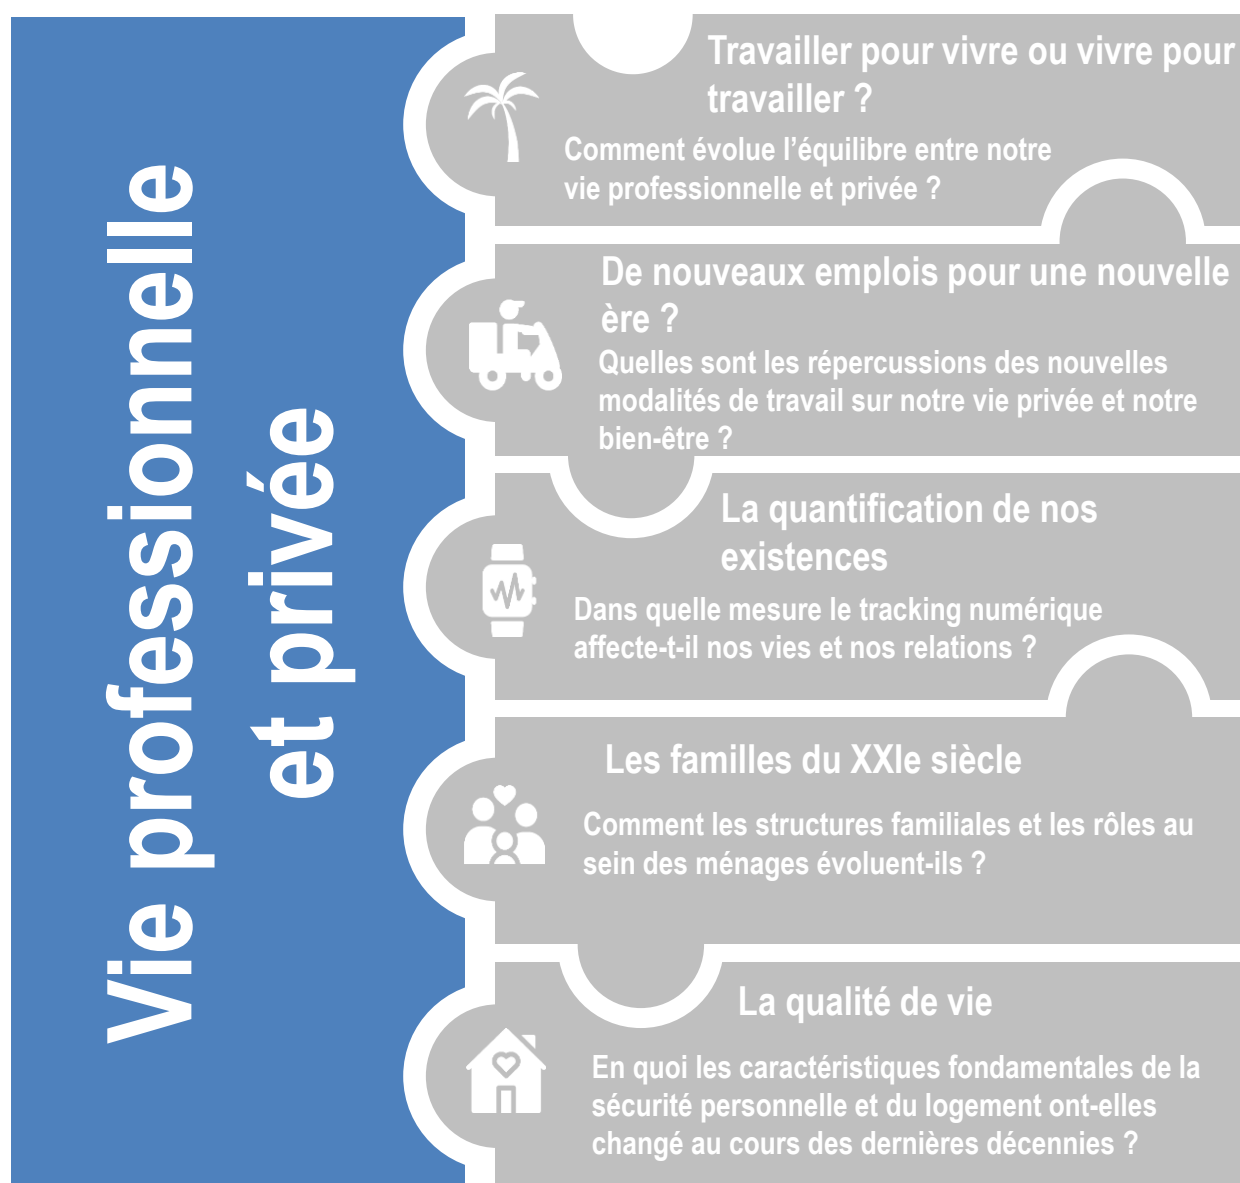 Vie professionnelle
et privée
Travailler pour vivre ou vivre pour
travailler ?
Comment évolue l’équilibre entre notre
vie professionnelle et privée ?
De nouveaux emplois pour une nouvelle
ère ?
Quelles sont les répercussions des nouvelles
modalités de travail sur notre vie privée et notre
bien-être ?
La quantification de nos
existences
Dans quelle mesure le tracking numérique
affecte-t-il nos vies et nos relations ?
Les familles du XXIe siècle
Comment les structures familiales et les rôles au
sein des ménages évoluent-ils ?
La qualité de vie
En quoi les caractéristiques fondamentales de la
sécurité personnelle et du logement ont-elles
changé au cours des dernières décennies ?